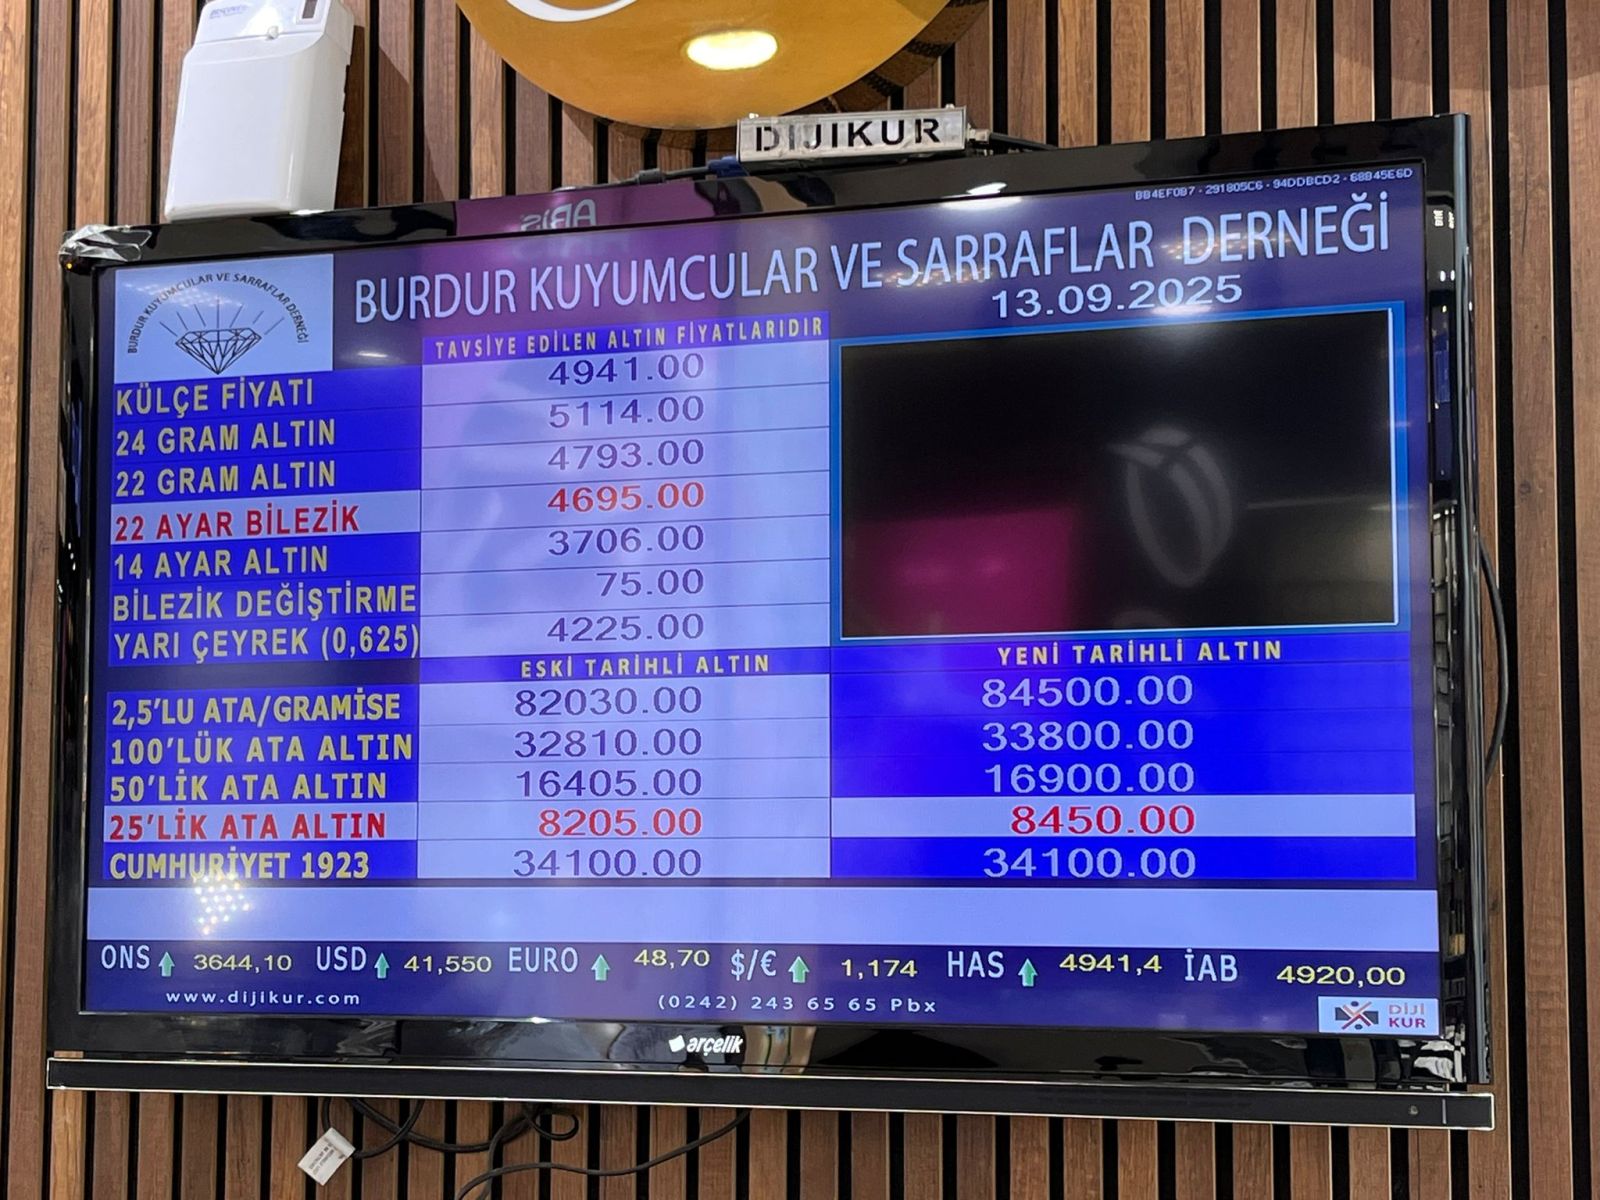 DIJIKUR
BB4EF0B7 - 291805C6 - 94DDBCD2 - 68B45E6D
BURDUR KUYUMCULAR VE SARRAFLAR DERNEĞİ
BURDUR KUYUMCULAR VE SARRAFLAR DERNEĞİ
13.09.2025
TAVSİYE EDİLEN ALTIN FİYATLARIDIR
KÜLÇE FİYATI 4941.00
24 GRAM ALTIN 5114.00
22 GRAM ALTIN 4793.00
22 AYAR BİLEZİK 4695.00
14 AYAR ALTIN 3706.00
BİLEZİK DEĞİŞTİRME 75.00
YARI ÇEYREK (0,625) 4225.00
ESKİ TARİHLİ ALTIN YENİ TARİHLİ ALTIN
2,5'LU ATA/GRAMİSE 82030.00 84500.00
100'LÜK ATA ALTIN 32810.00 33800.00
50'LİK ATA ALTIN 16405.00 16900.00
25'LİK ATA ALTIN 8205.00 8450.00
CUMHURİYET 1923 34100.00 34100.00
ONS 3644,10 USD 41,550 EURO 48,70 $/€ 1,174 HAS 4941,4 İAB 4920,00
www.dijikur.com (0242) 243 65 65 Pbx
DİJİ
KUR
arçelik